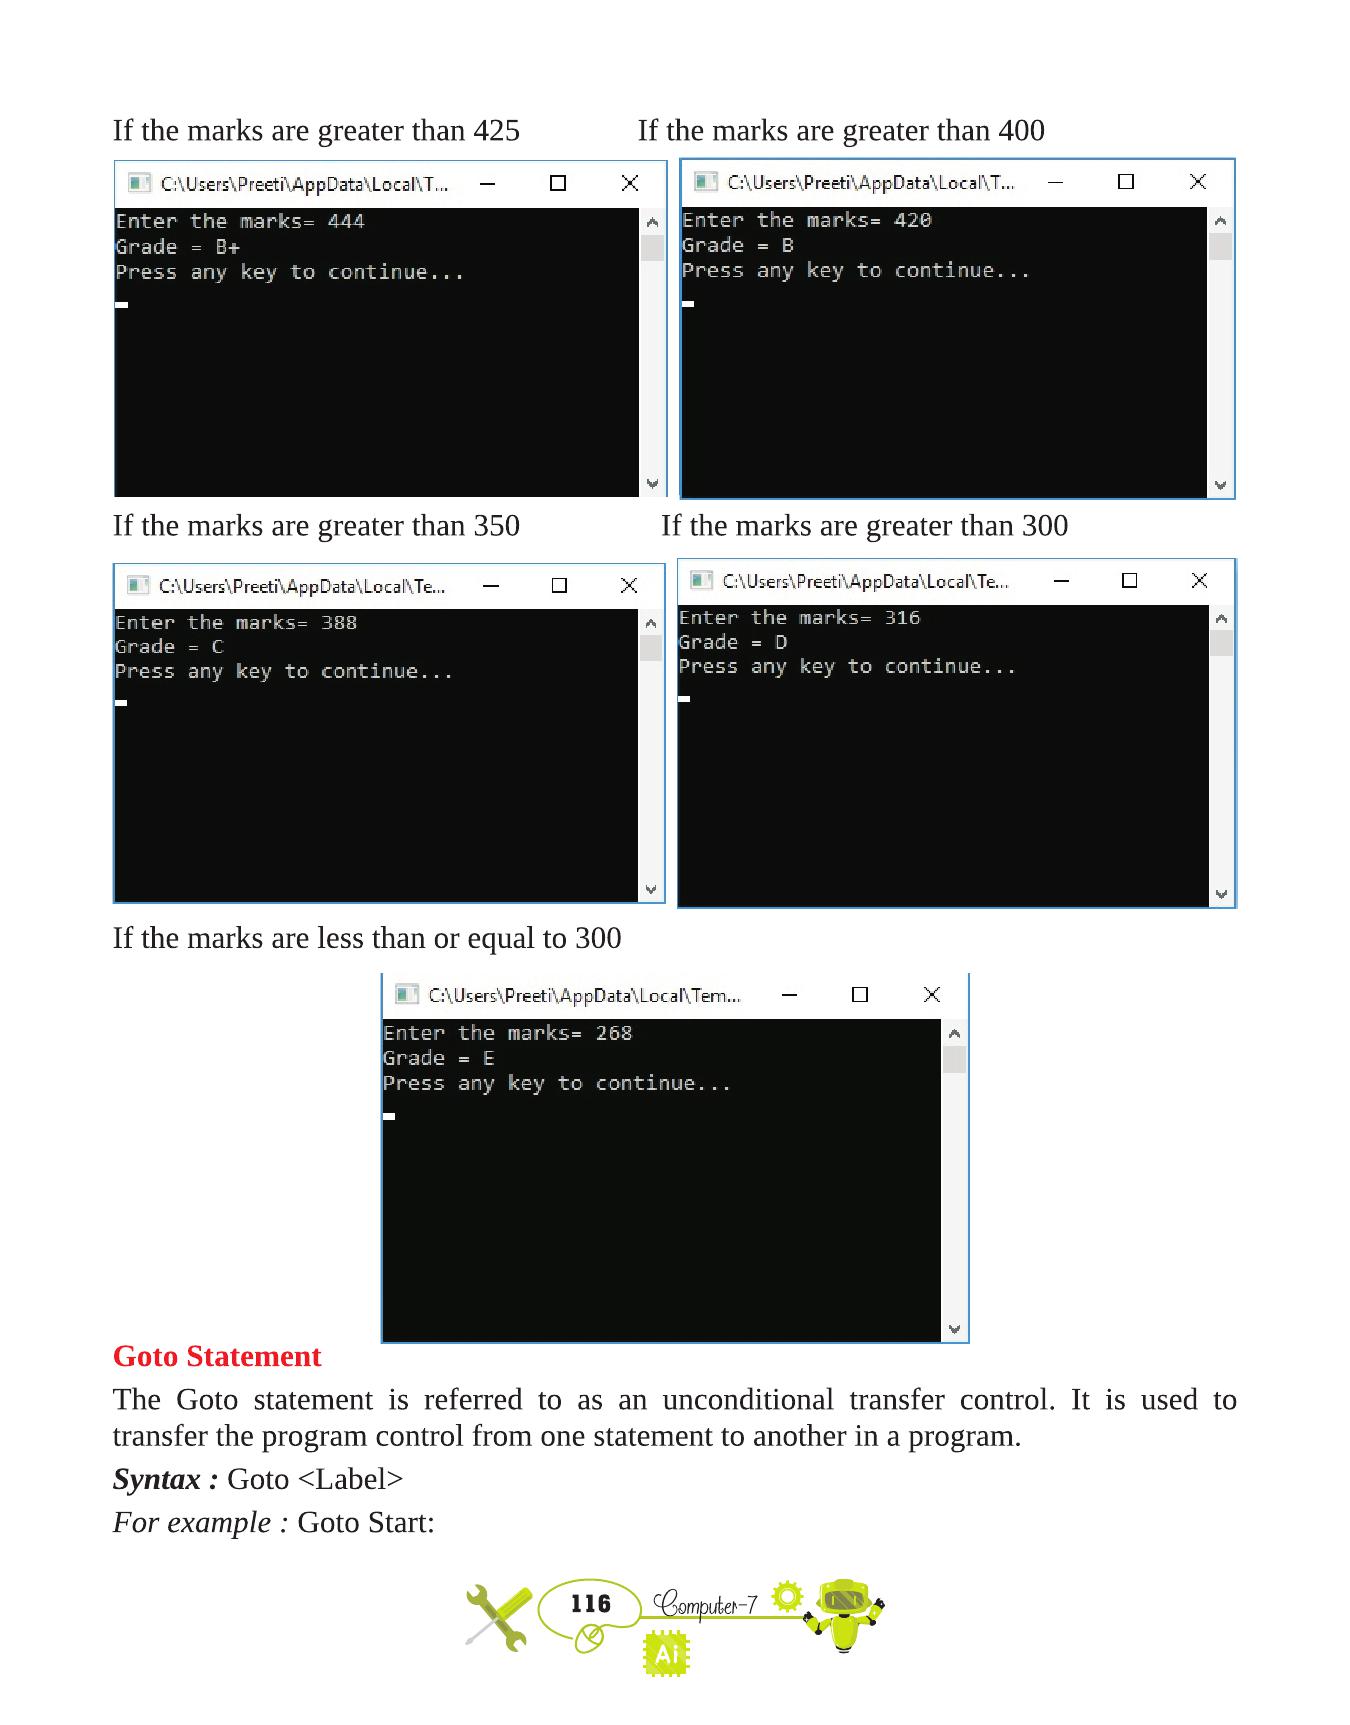 If the marks are greater than 425
If the marks are greater than 400
C:\Users\Preeti\AppData\Local\T...
Enter the marks= 444
Grade = B+
Press any key to continue...
C:\Users\Preeti\AppData\Local\T...
Enter the marks= 420
Grade = B
Press any key to continue...
If the marks are greater than 350
If the marks are greater than 300
C:\Users\Preeti\AppData\Local\Te...
Enter the marks= 388
Grade = C
Press any key to continue...
C:\Users\Preeti\AppData\Local\Te...
Enter the marks= 316
Grade = D
Press any key to continue...
If the marks are less than or equal to 300
C:\Users\Preeti\AppData\Local\Tem...
Enter the marks= 268
Grade = E
Press any key to continue...
Goto Statement
The Goto statement is referred to as an unconditional transfer control. It is used to
transfer the program control from one statement to another in a program.
Syntax : Goto <Label>
For example : Goto Start:
116
Computer-7
Ai